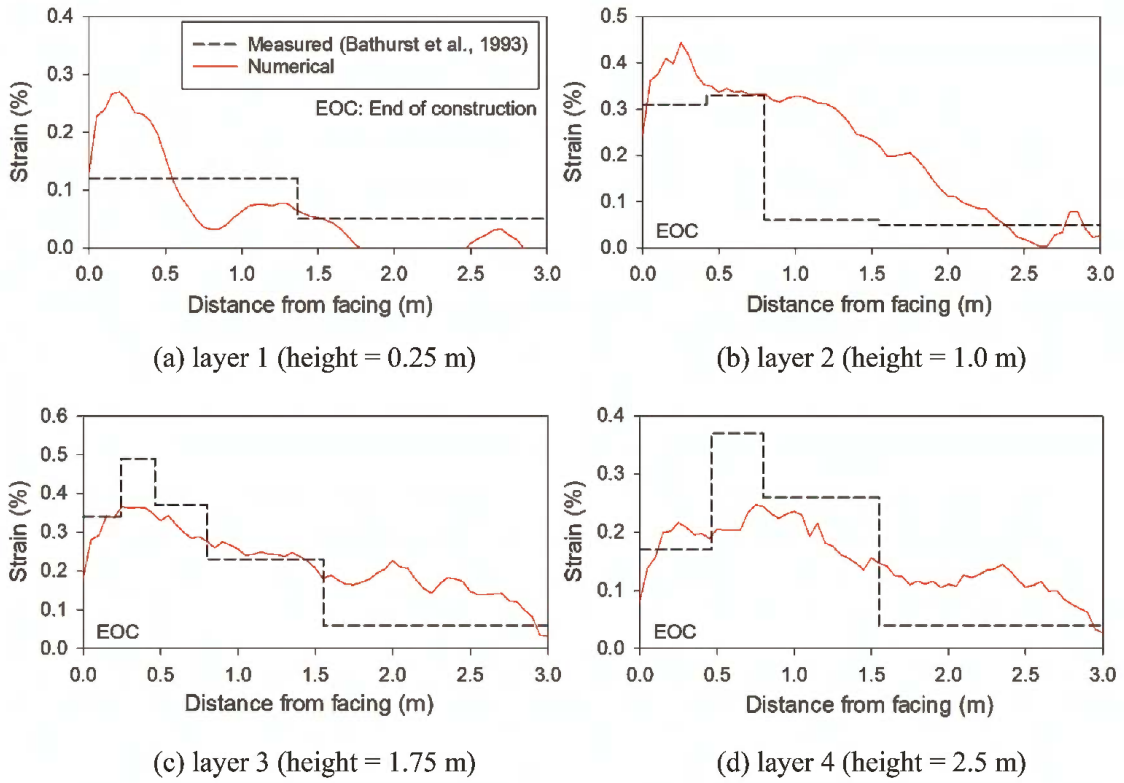 0.4
0.3
0.2
0.1
0.0
Strain (%)
Measured (Bathurst et al., 1993)
Numerical
EOC: End of construction
0.0 0.5 1.0 1.5 2.0 2.5 3.0
Distance from facing (m)
(a) layer 1 (height = 0.25 m)
0.5
0.4
0.3
0.2
0.1
0.0
Strain (%)
EOC
0.0 0.5 1.0 1.5 2.0 2.5 3.0
Distance from facing (m)
(b) layer 2 (height = 1.0 m)
0.6
0.5
0.4
0.3
0.2
0.1
0.0
Strain (%)
EOC
0.0 0.5 1.0 1.5 2.0 2.5 3.0
Distance from facing (m)
(c) layer 3 (height = 1.75 m)
0.4
0.3
0.2
0.1
0.0
Strain (%)
EOC
0.0 0.5 1.0 1.5 2.0 2.5 3.0
Distance from facing (m)
(d) layer 4 (height = 2.5 m)